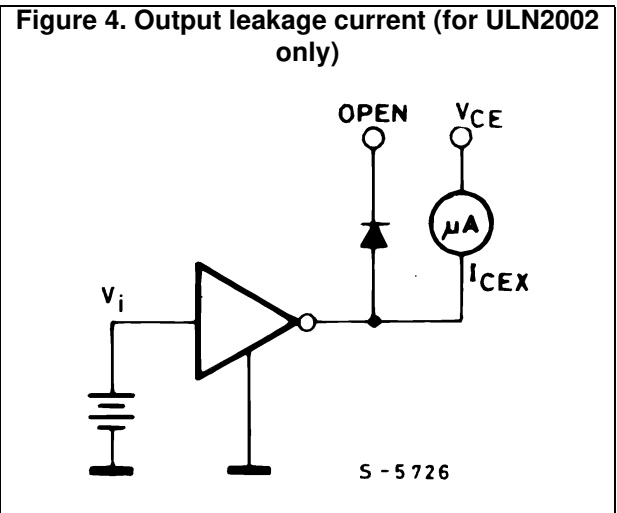 Figure 4. Output leakage current (for ULN2002
only)
OPEN
VCE
µA
ICEX
Vi
S-5726